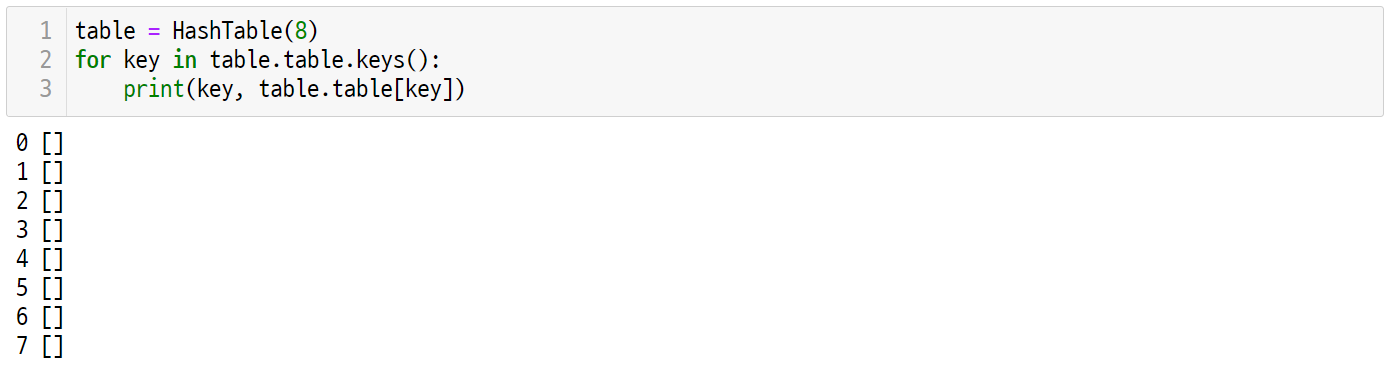 1 table = HashTable(8)
2 for key in table.table.keys():
3     print(key, table.table[key])
0 []
1 []
2 []
3 []
4 []
5 []
6 []
7 []